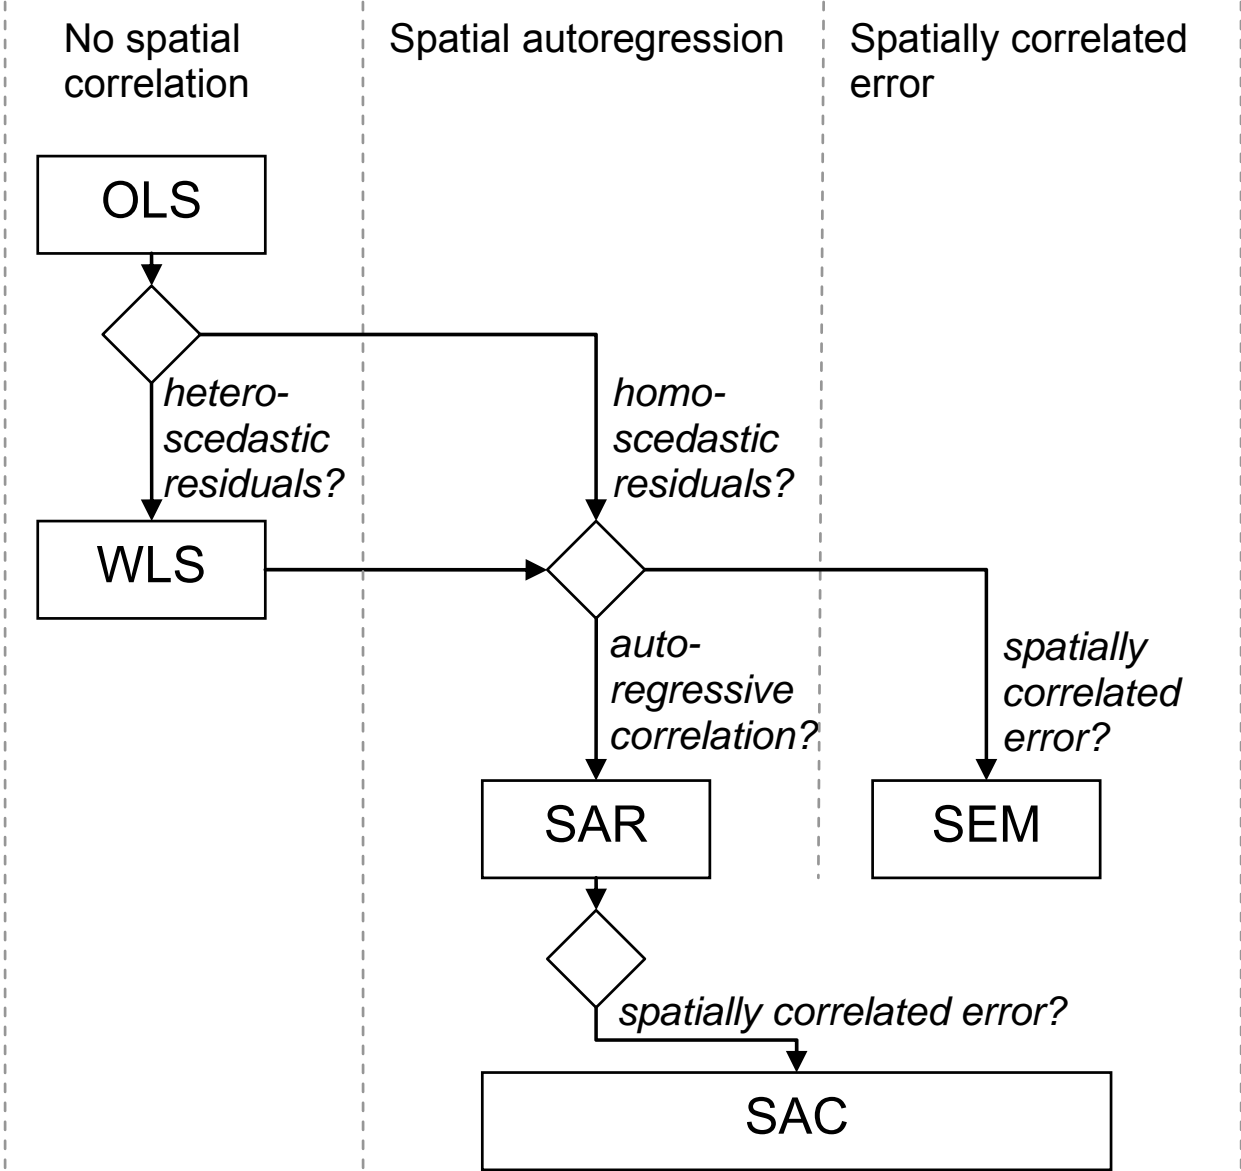 No spatial
correlation
Spatial autoregression
Spatially correlated
error
OLS
hetero-
scedastic
residuals?
homo-
scedastic
residuals?
WLS
auto-
regressive
correlation?
spatially
correlated
error?
SAR
SEM
spatially correlated error?
SAC